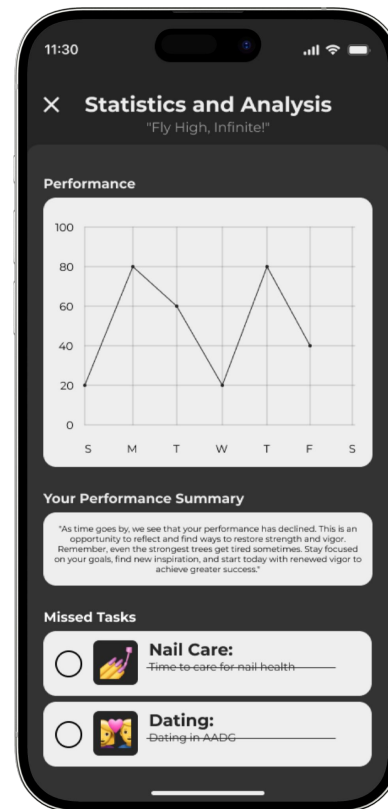 11:30
Statistics and Analysis
"Fly High, Infinite!"
Performance
100
80
60
40
20
0
S M T W T F S
Your Performance Summary
"As time goes by, we see that your performance has declined. This is an
opportunity to reflect and find ways to restore strength and vigor.
Remember, even the strongest trees get tired sometimes. Stay focused
on your goals, find new inspiration, and start today with renewed vigor to
achieve greater success."
Missed Tasks
Nail Care:
Time to care for nail health
Dating:
Dating in AADG